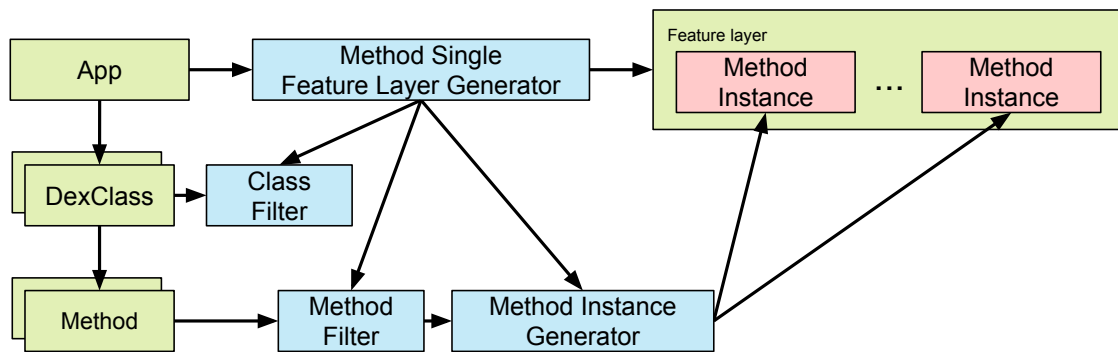 App
Method Single
Feature Layer Generator
Feature layer
Method
Instance
...
Method
Instance
DexClass
Class
Filter
Method
Method
Filter
Method Instance
Generator